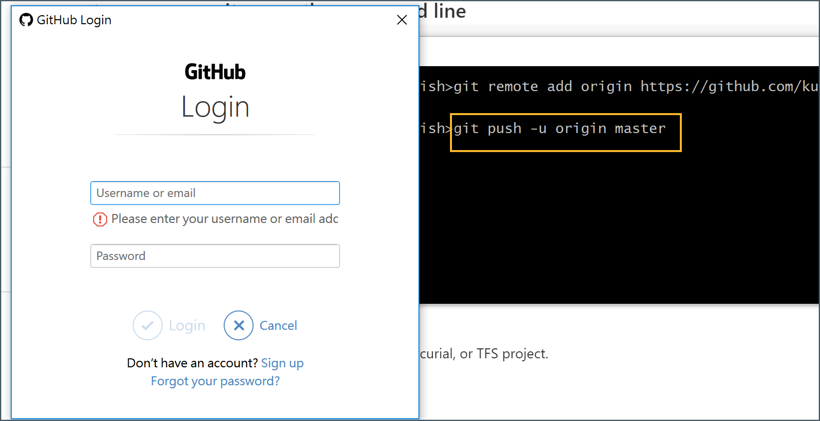 GitHub Login
GitHub
Login
Username or email
Please enter your username or email adc
Password
Login
Cancel
Don't have an account? Sign up
Forgot your password?
d line
ish>git remote add origin https://github.com/ku
ish>git push -u origin master
curial, or TFS project.